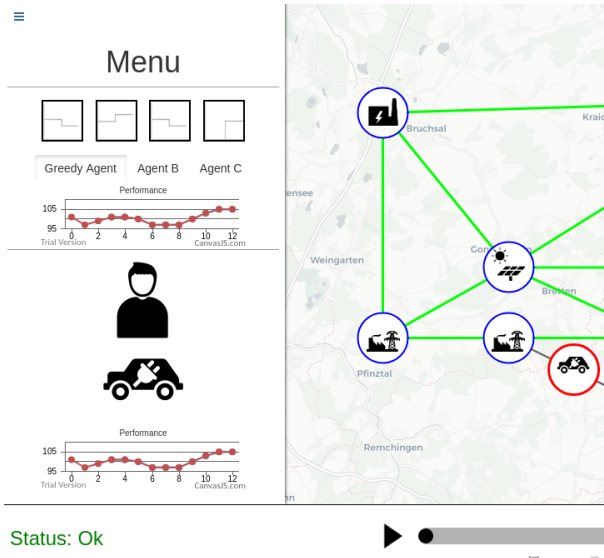 Menu
Greedy Agent Agent B Agent C
Performance
105
95
0 2 4 6 8 10 12
Trial Version CanvasJS.com
Performance
105
95
0 2 4 6 8 10 12
Trial Version CanvasJS.com
Bruchsal
Kraic
ensee
Weingarten
Bretten
Pfinztal
Remchingen
nn
Status: Ok